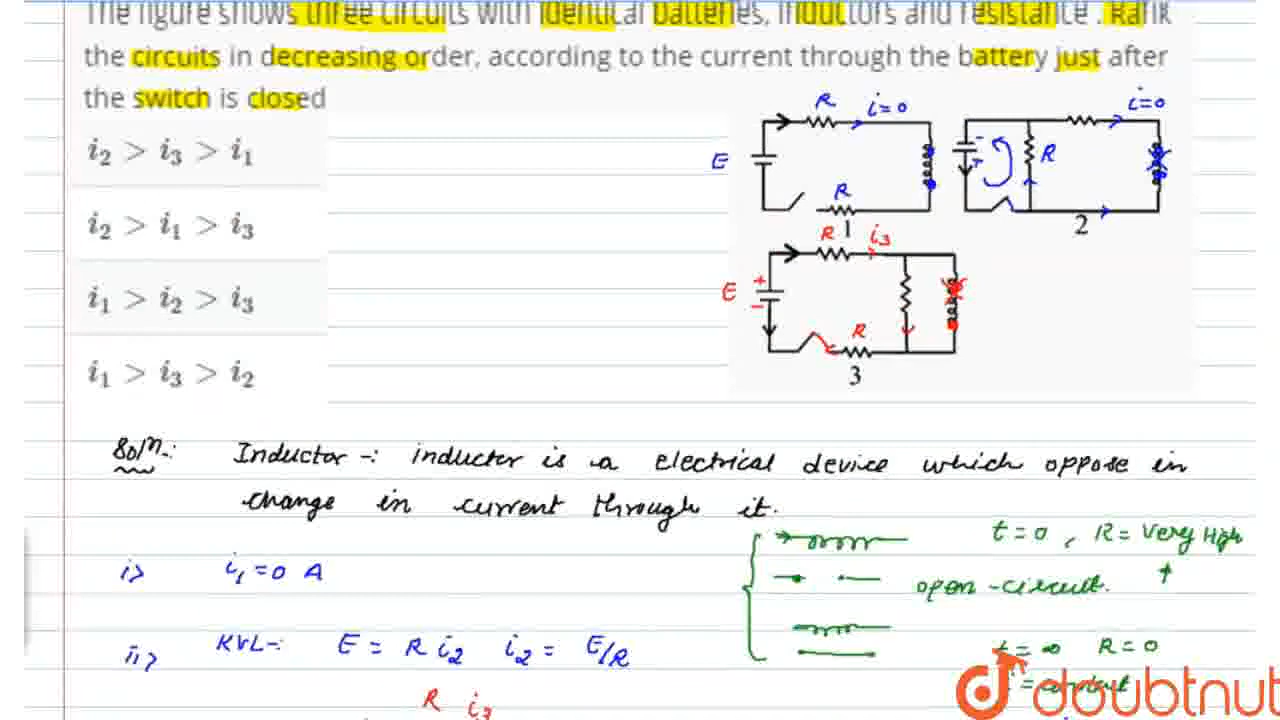 The figure shows three circuits with identical batteries, inductors and resistance . Rank
the circuits in decreasing order, according to the current through the battery just after
the switch is closed
i₂ > i₃ > i₁
i₂ > i₁ > i₃
i₁ > i₂ > i₃
i₁ > i₃ > i₂
R i=0
E
R
1
i=0
- +
R
2
R i₃
+
E
-
R
3
Solⁿ:
Inductor -: inductor is a electrical device which oppose in
change in current through it.
t=0, R= Very High
open-circuit.
i> i₁ = 0 A
ii> KVL-: E = R i₂ i₂ = E/R
t= ∞ R=0
R i₃
doubtnut